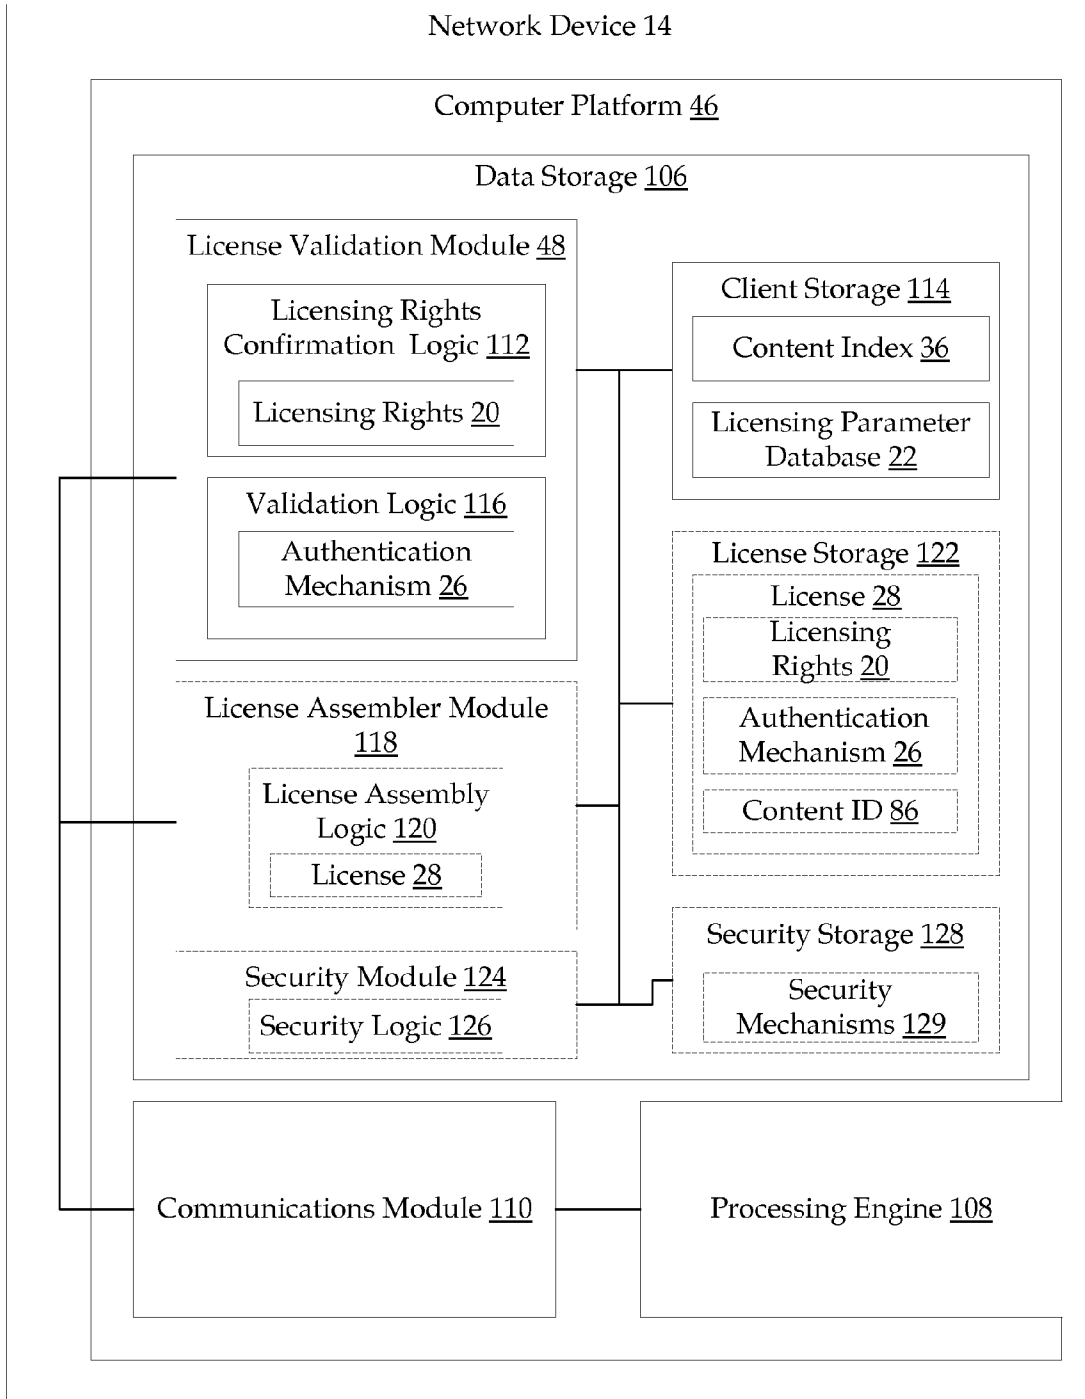 Network Device 14
Computer Platform 46
Data Storage 106
License Validation Module 48
Licensing Rights
Confirmation Logic 112
Licensing Rights 20
Validation Logic 116
Authentication
Mechanism 26
License Assembler Module
118
License Assembly
Logic 120
License 28
Security Module 124
Security Logic 126
Client Storage 114
Content Index 36
Licensing Parameter
Database 22
License Storage 122
License 28
Licensing
Rights 20
Authentication
Mechanism 26
Content ID 86
Security Storage 128
Security
Mechanisms 129
Communications Module 110
Processing Engine 108